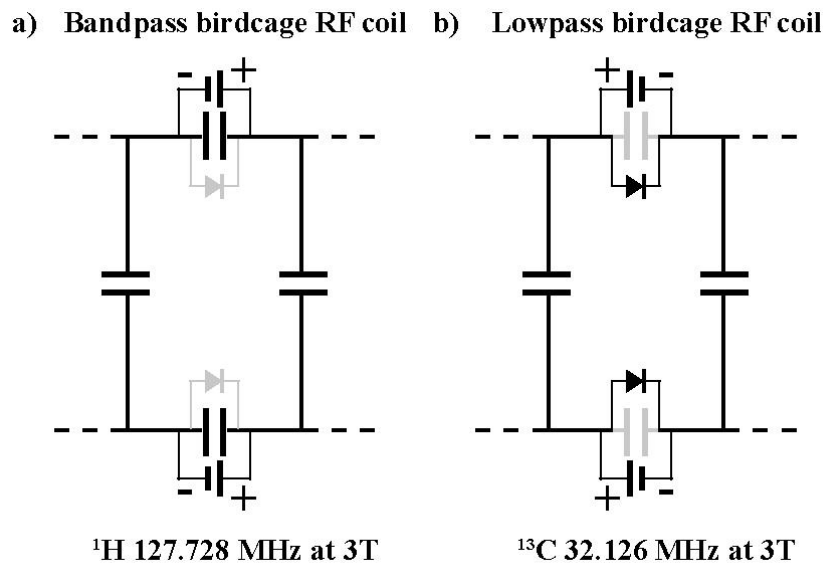 a) Bandpass birdcage RF coil b) Lowpass birdcage RF coil
- +
+ -
- +
+ -
¹H 127.728 MHz at 3T
¹³C 32.126 MHz at 3T